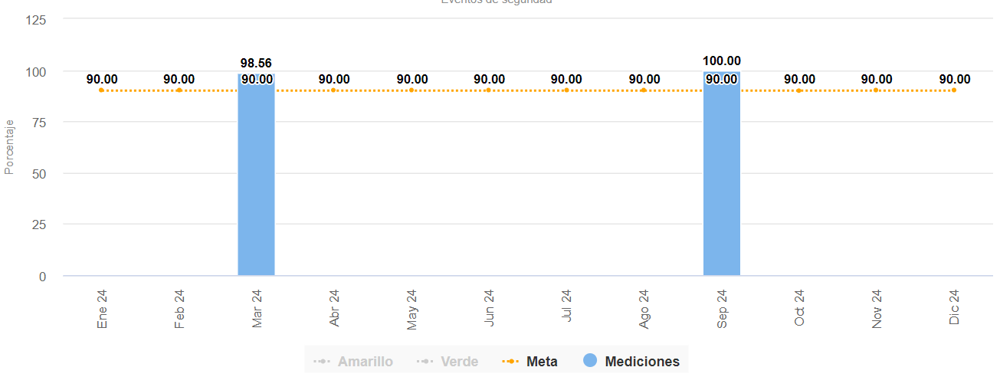 Eventos de seguridad
125
100
75
50
25
0
Porcentaje
98.56
100.00
90.00 90.00 90.00 90.00 90.00 90.00 90.00 90.00 90.00 90.00 90.00 90.00
Ene 24 Feb 24 Mar 24 Abr 24 May 24 Jun 24 Jul 24 Ago 24 Sep 24 Oct 24 Nov 24 Dic 24
Amarillo Verde Meta Mediciones